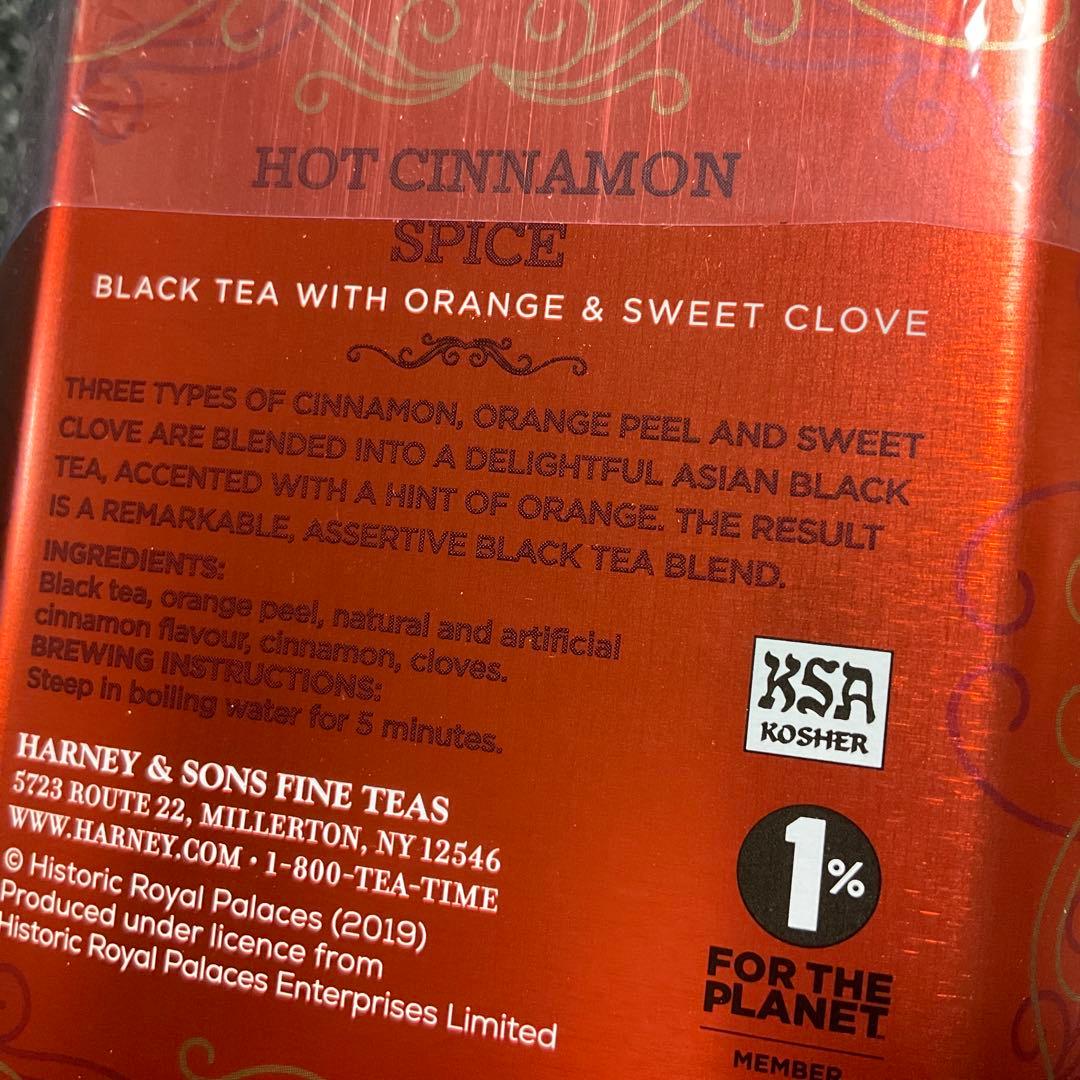 HOT CINNAMON
SPICE
BLACK TEA WITH ORANGE & SWEET CLOVE
THREE TYPES OF CINNAMON, ORANGE PEEL AND SWEET
CLOVE ARE BLENDED INTO A DELIGHTFUL ASIAN BLACK
TEA, ACCENTED WITH A HINT OF ORANGE. THE RESULT
IS A REMARKABLE, ASSERTIVE BLACK TEA BLEND.
INGREDIENTS:
Black tea, orange peel, natural and artificial
cinnamon flavour, cinnamon, cloves.
BREWING INSTRUCTIONS:
Steep in boiling water for 5 minutes.
HARNEY & SONS FINE TEAS
5723 ROUTE 22, MILLERTON, NY 12546
WWW.HARNEY.COM • 1-800-TEA-TIME
© Historic Royal Palaces (2019)
Produced under licence from
Historic Royal Palaces Enterprises Limited
KSA
KOSHER
1%
FOR THE
PLANET
MEMBER